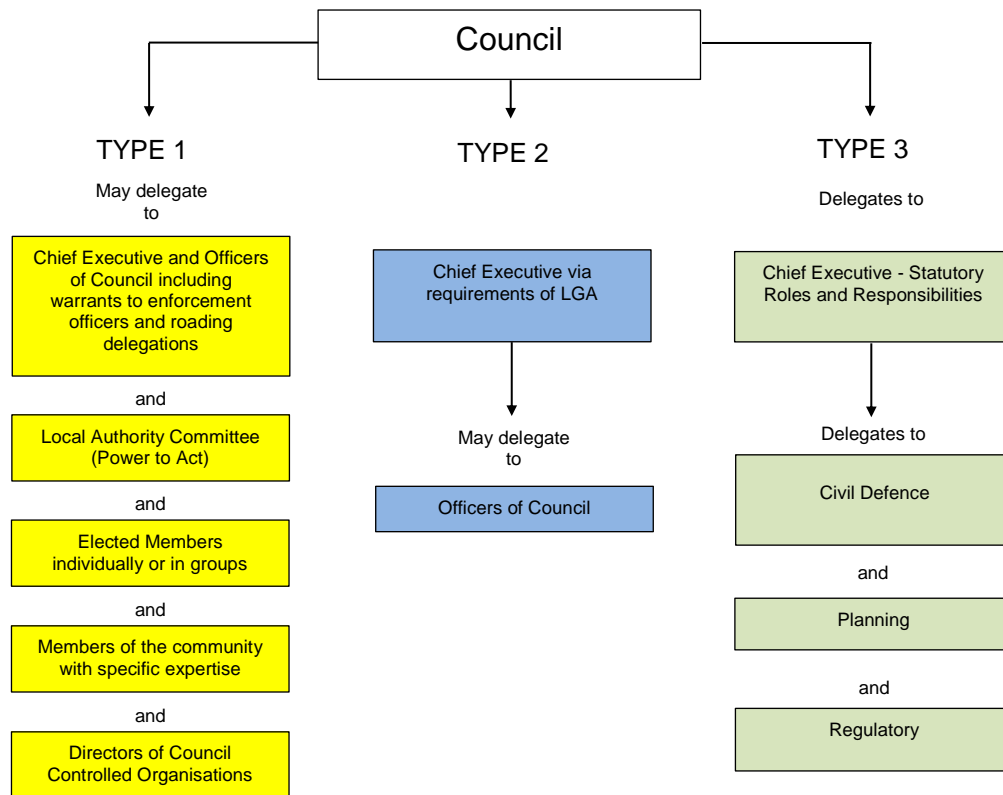 Council
TYPE 1
May delegate
to
Chief Executive and Officers
of Council including
warrants to enforcement
officers and roading
delegations
and
Local Authority Committee
(Power to Act)
and
Elected Members
individually or in groups
and
Members of the community
with specific expertise
and
Directors of Council
Controlled Organisations
TYPE 2
Chief Executive via
requirements of LGA
May delegate
to
Officers of Council
TYPE 3
Delegates to
Chief Executive - Statutory
Roles and Responsibilities
Delegates to
Civil Defence
and
Planning
and
Regulatory